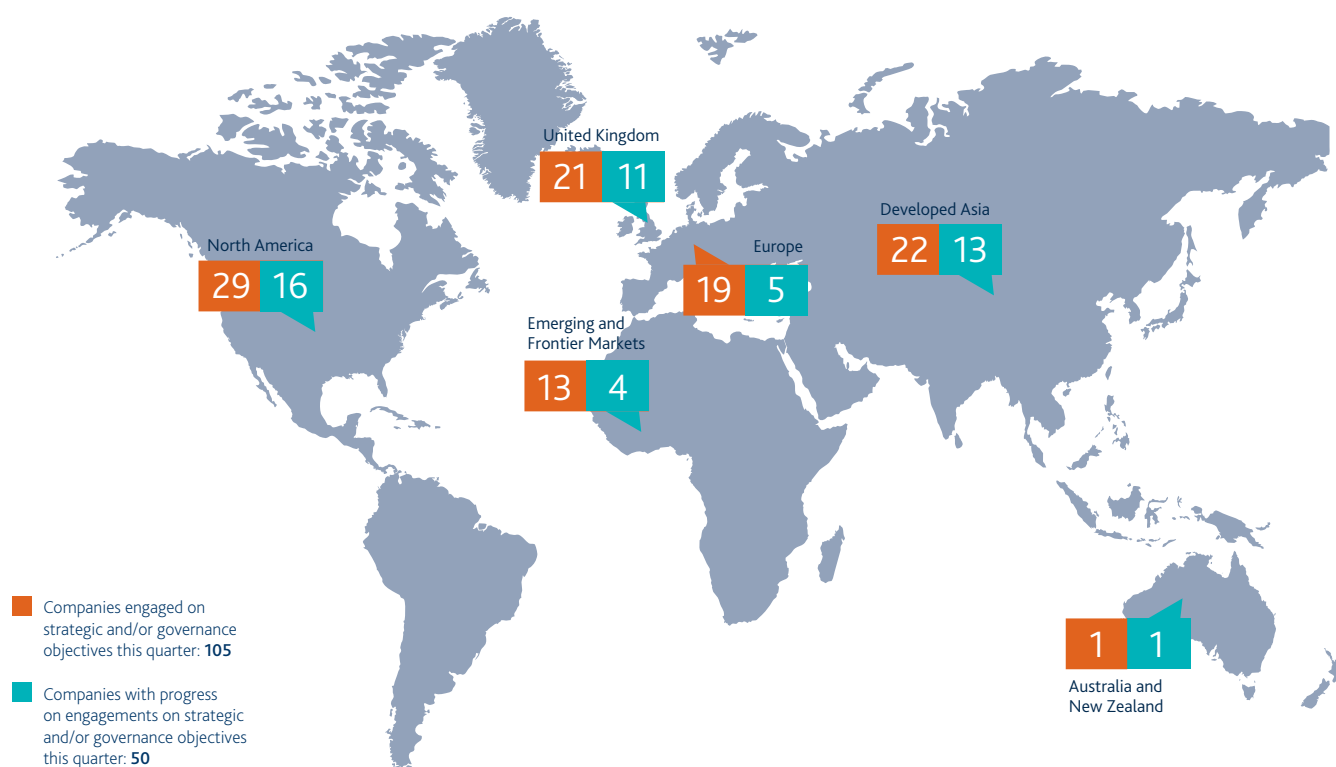 United Kingdom
21 11
Developed Asia
22 13
North America
29 16
Europe
19 5
Emerging and
Frontier Markets
13 4
Companies engaged on
strategic and/or governance
objectives this quarter: 105
1 1
Australia and
New Zealand
Companies with progress
on engagements on strategic
and/or governance objectives
this quarter: 50